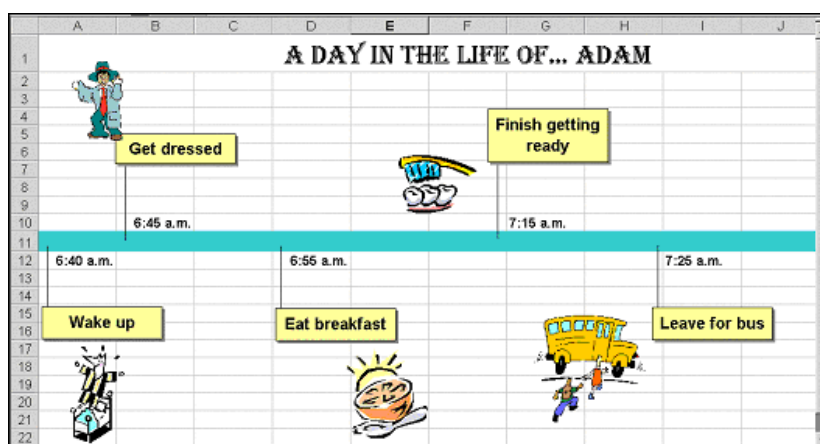 A B C D E F G H I J
1 A DAY IN THE LIFE OF... ADAM
2
3
4
5
6
7
8
9
10
11
12
13
14
15
16
17
18
19
20
21
22
Get dressed
Finish getting
ready
6:45 a.m.
7:15 a.m.
6:40 a.m.
6:55 a.m.
7:25 a.m.
Wake up
Eat breakfast
Leave for bus